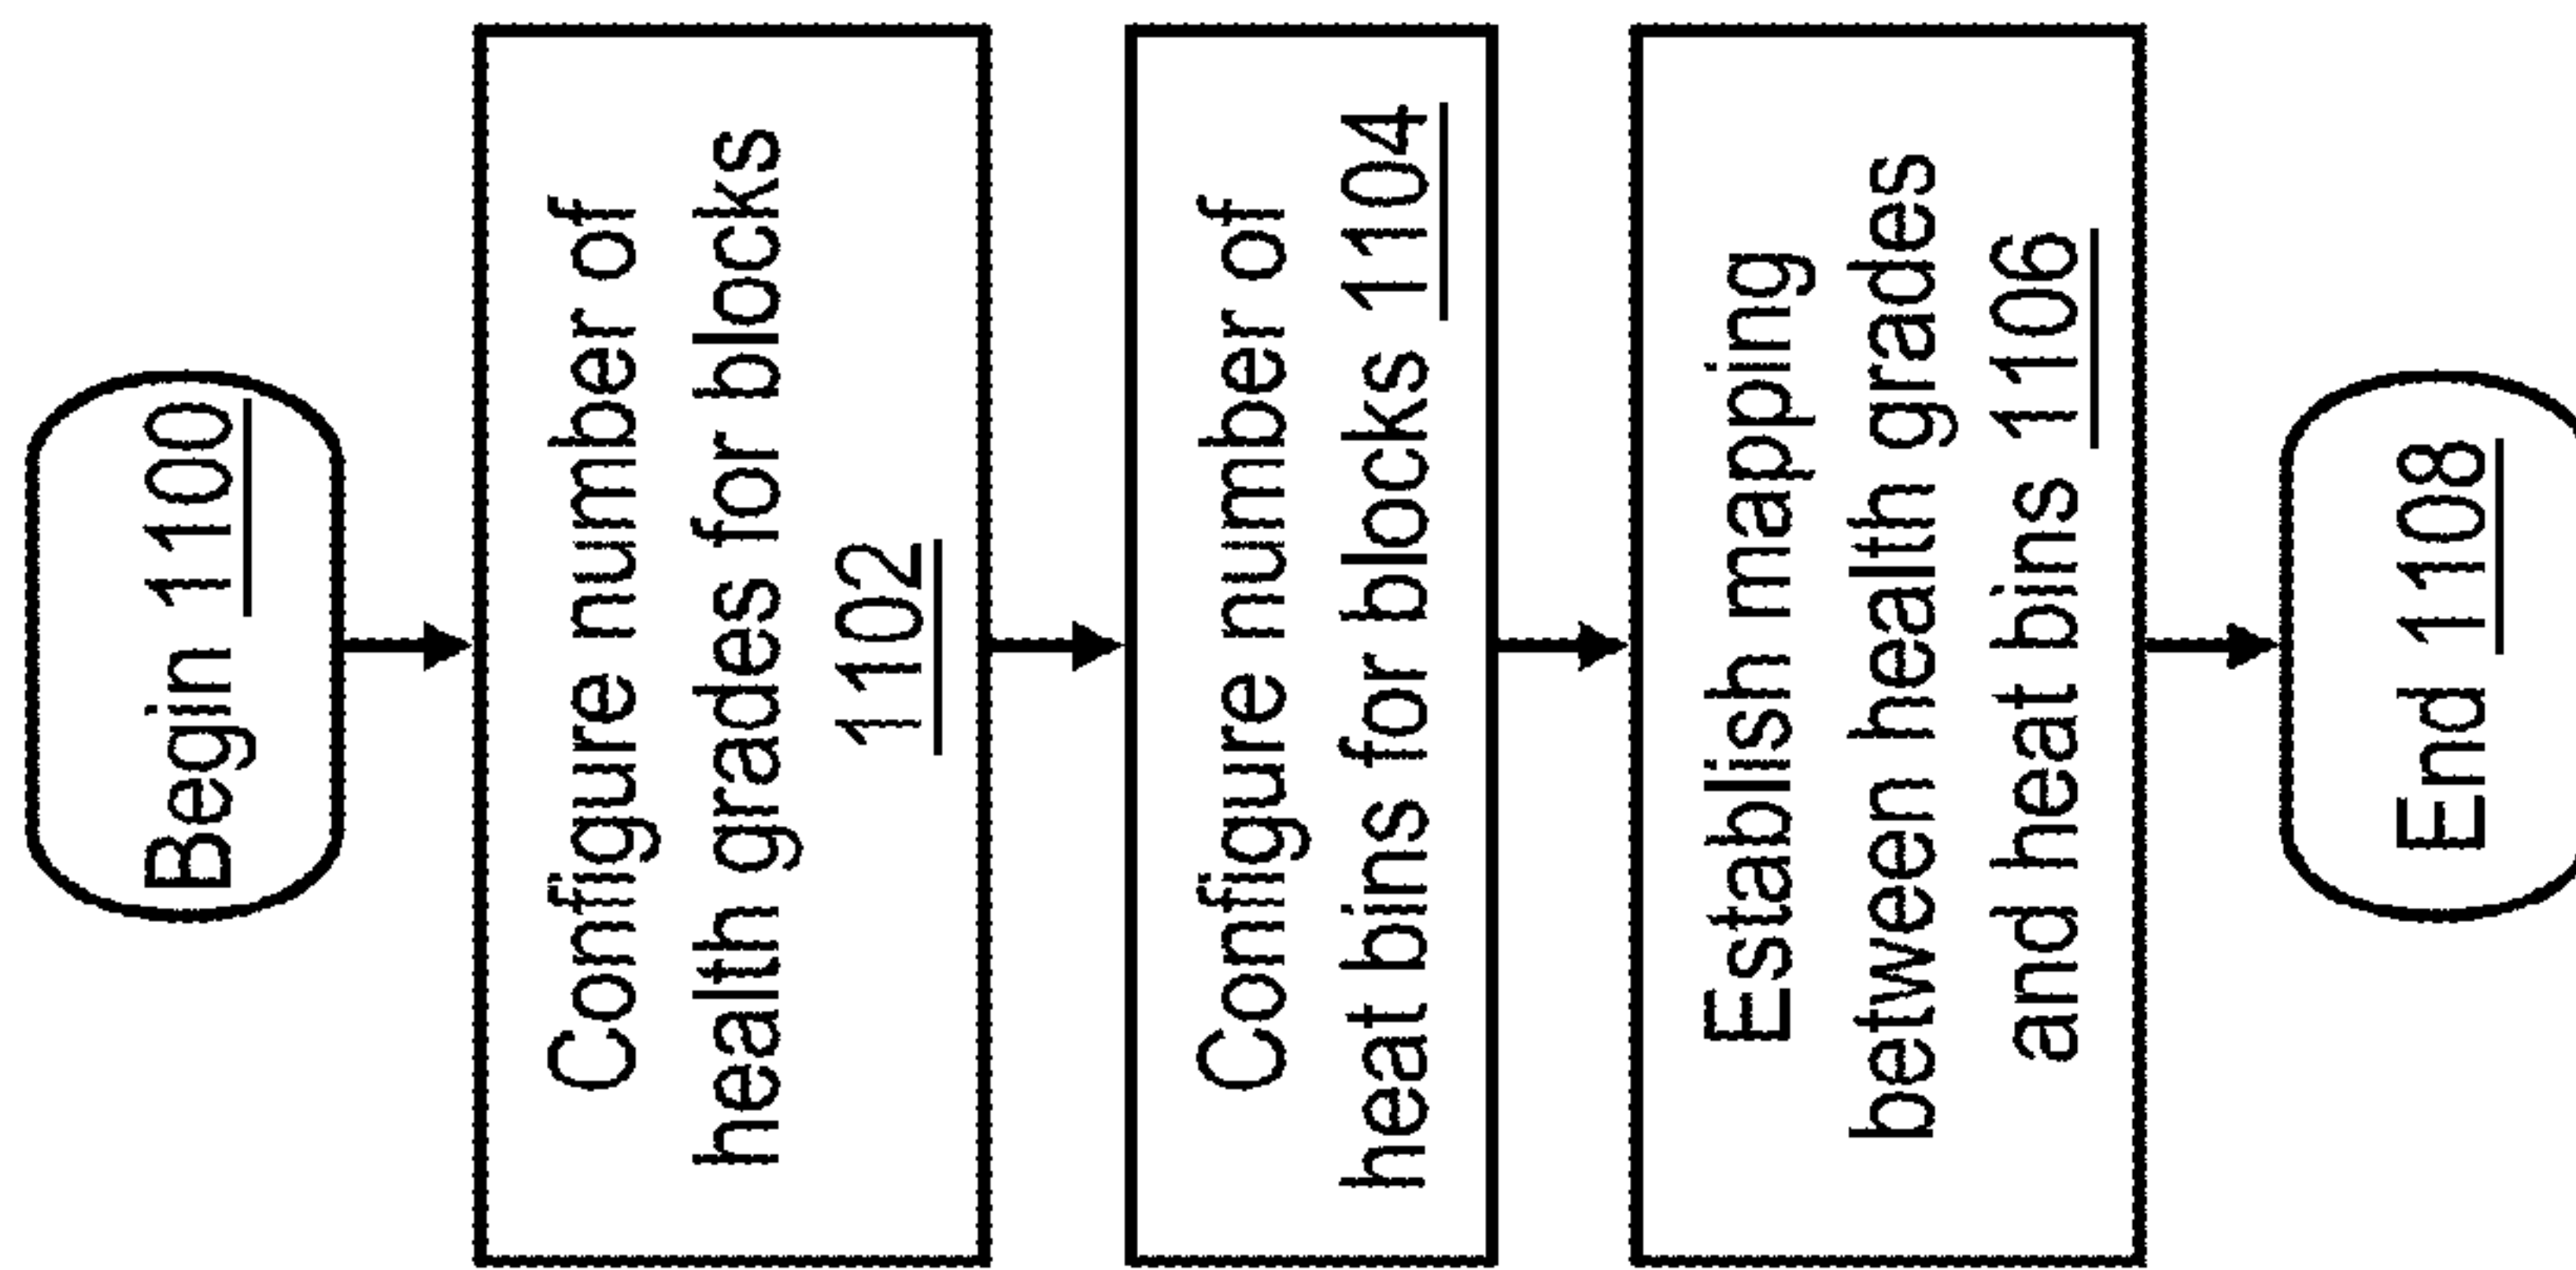 Begin 1100
Configure number of
health grades for blocks
1102
Configure number of
heat bins for blocks 1104
Establish mapping
between health grades
and heat bins 1106
End 1108